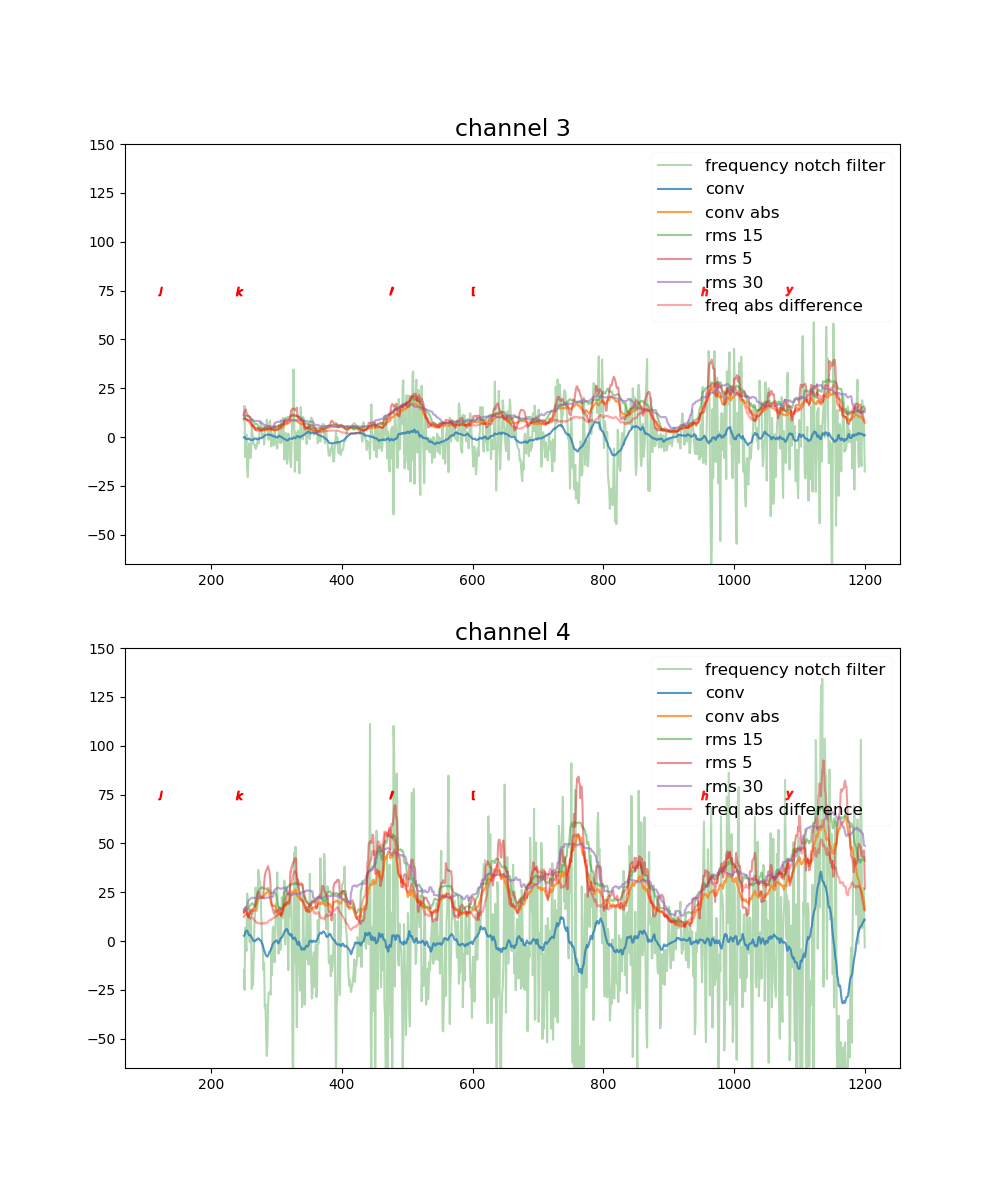 channel 3
150
125
100
75
50
25
0
−25
−50
frequency notch filter
conv
conv abs
rms 15
rms 5
rms 30
freq abs difference
k h y
200 400 600 800 1000 1200
channel 4
150
125
100
75
50
25
0
−25
−50
frequency notch filter
conv
conv abs
rms 15
rms 5
rms 30
freq abs difference
k h y
200 400 600 800 1000 1200